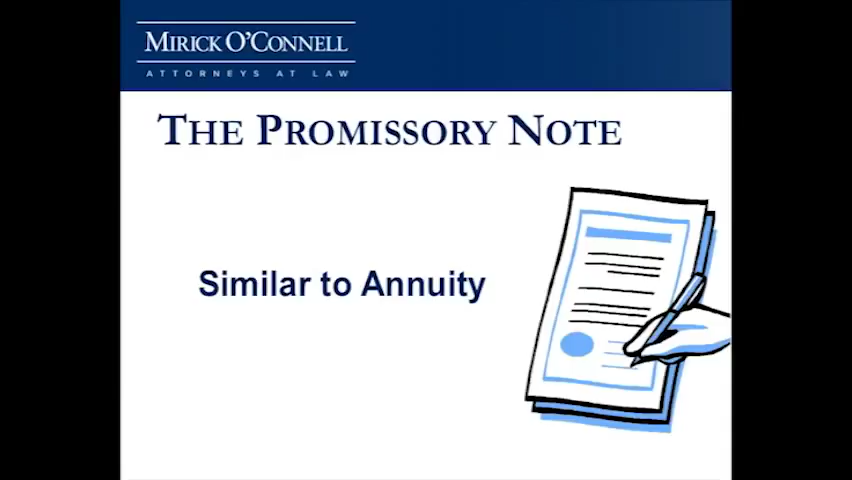 MIRICK O'CONNELL
ATTORNEYS AT LAW
THE PROMISSORY NOTE
Similar to Annuity